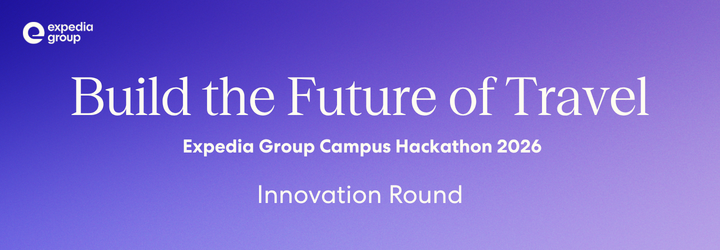 expedia
group
Build the Future of Travel
Expedia Group Campus Hackathon 2026
Innovation Round